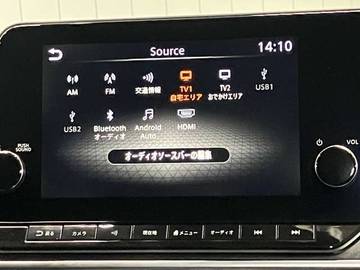 Source 14:10
AM FM 交通情報 TV1 TV2 USB1
自宅エリア おでかけエリア
USB2 Bluetooth Android HDMI
オーディオ Auto
オーディオソースバーの編集
PUSH
SOUND
VOL
戻る カメラ 現在地 メニュー オーディオ